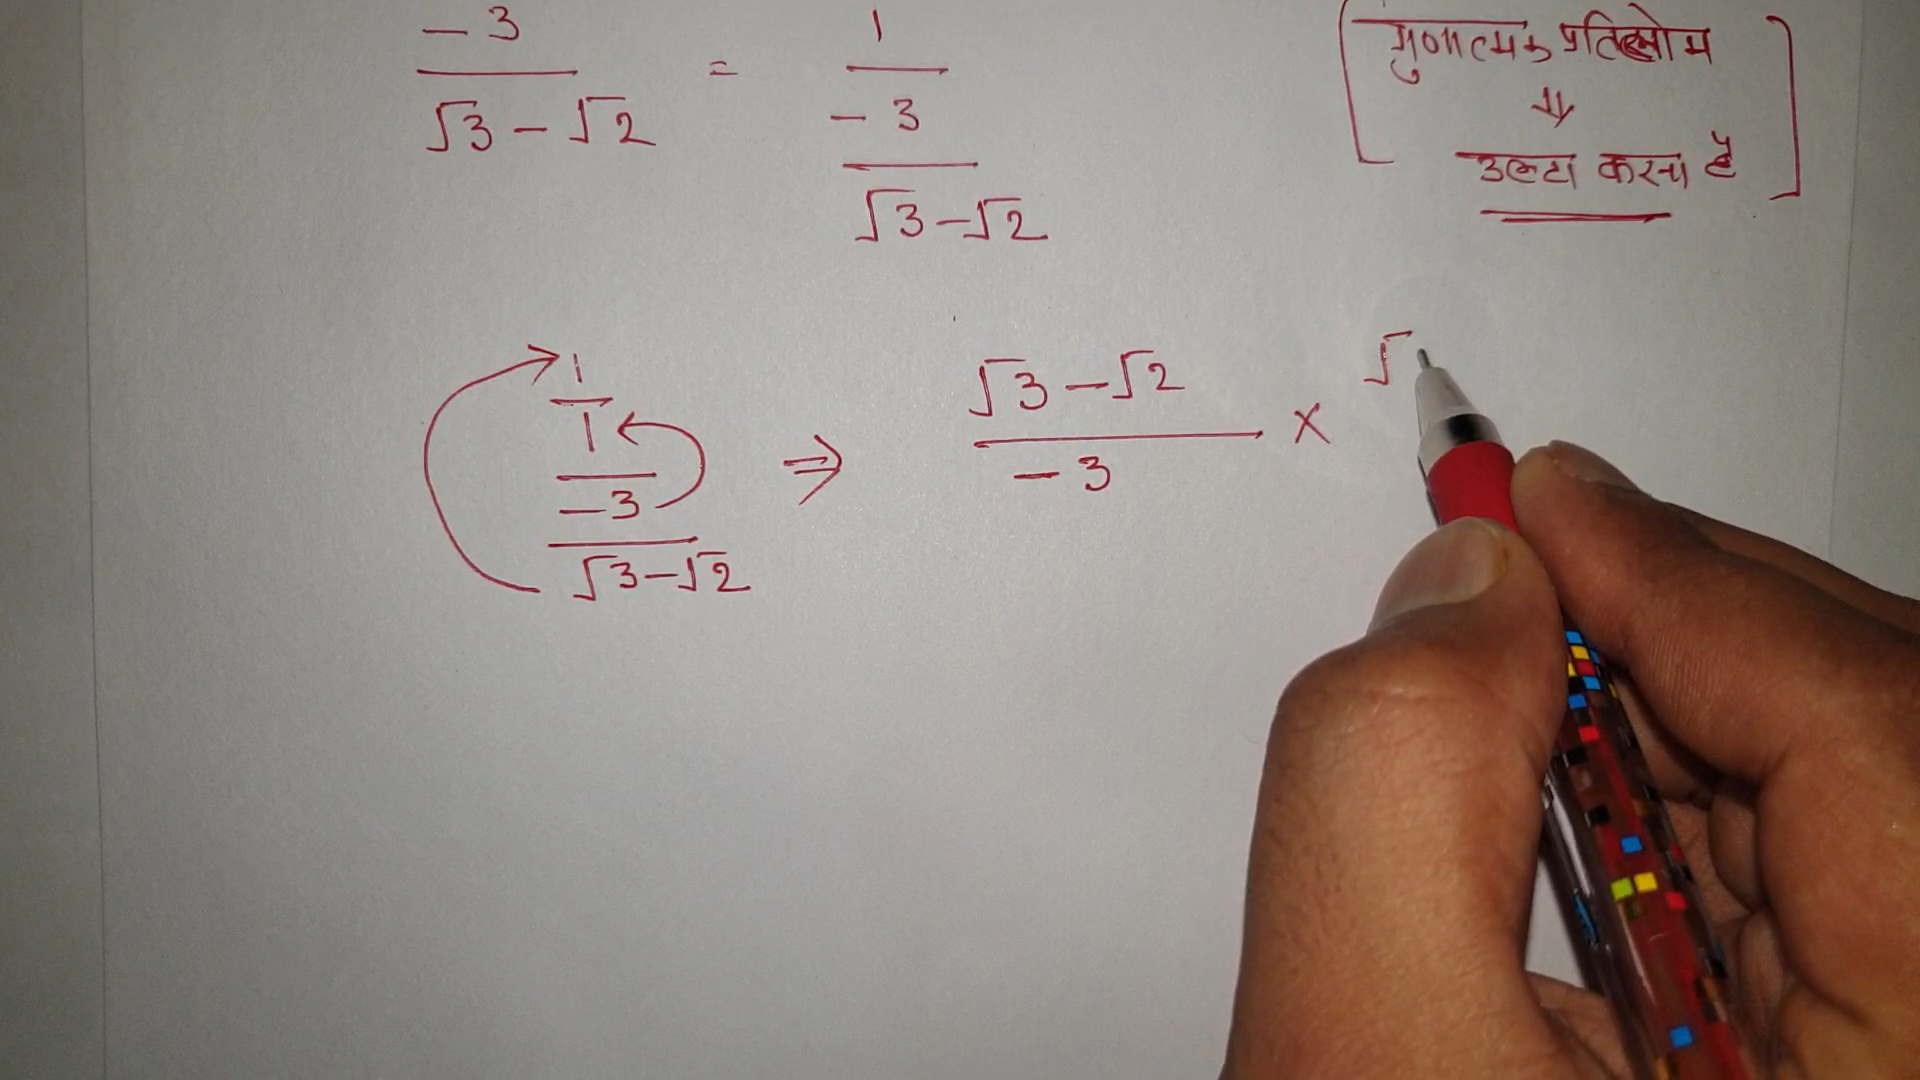 -3/(√3-√2) = 1/(-3/(√3-√2))
[गुणात्मक प्रतिलोम
⇓
उल्टा करना है]
1/(1/(-3/(√3-√2))) ⇒ (√3-√2)/-3 × √